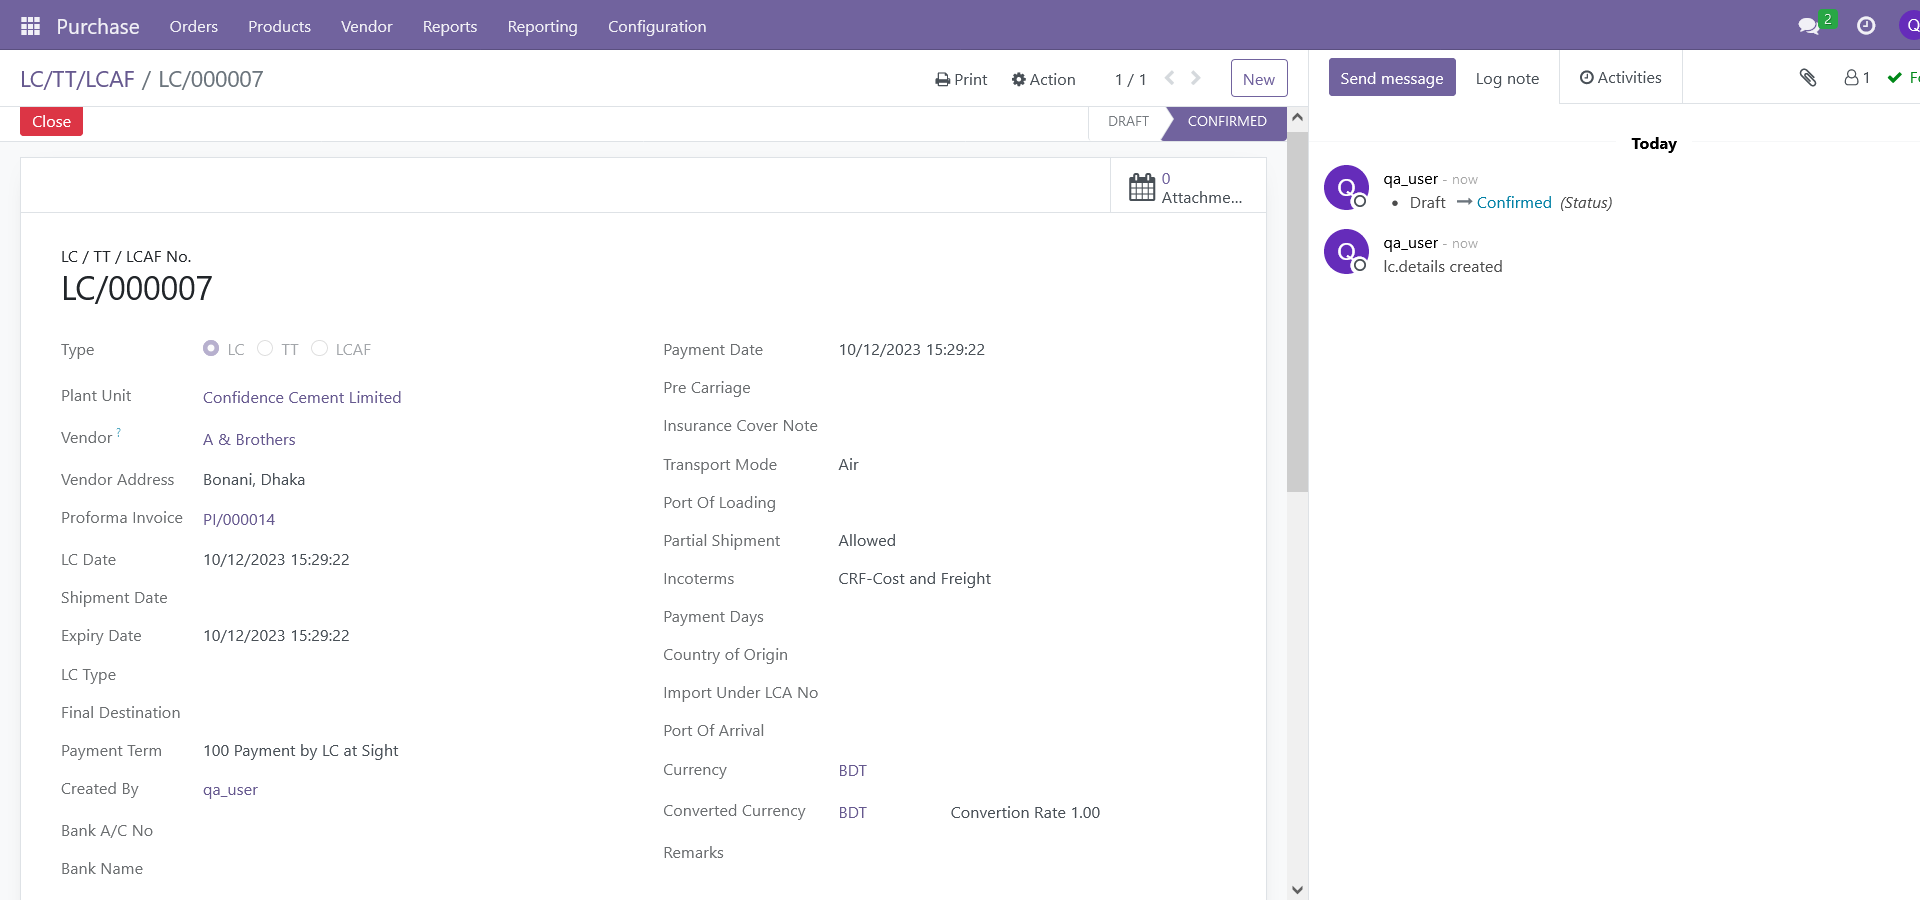 Purchase Orders Products Vendor Reports Reporting Configuration 2 Q
LC/TT/LCAF / LC/000007 Print Action 1 / 1 New
Send message Log note Activities 1
Close DRAFT CONFIRMED
0
Attachme...
LC / TT / LCAF No.
LC/000007
Type LC TT LCAF
Plant Unit Confidence Cement Limited
Vendor ? A & Brothers
Vendor Address Bonani, Dhaka
Proforma Invoice PI/000014
LC Date 10/12/2023 15:29:22
Shipment Date
Expiry Date 10/12/2023 15:29:22
LC Type
Final Destination
Payment Term 100 Payment by LC at Sight
Created By qa_user
Bank A/C No
Bank Name
Payment Date 10/12/2023 15:29:22
Pre Carriage
Insurance Cover Note
Transport Mode Air
Port Of Loading
Partial Shipment Allowed
Incoterms CRF-Cost and Freight
Payment Days
Country of Origin
Import Under LCA No
Port Of Arrival
Currency BDT
Converted Currency BDT Convertion Rate 1.00
Remarks
Today
Q qa_user - now
• Draft → Confirmed (Status)
Q qa_user - now
lc.details created